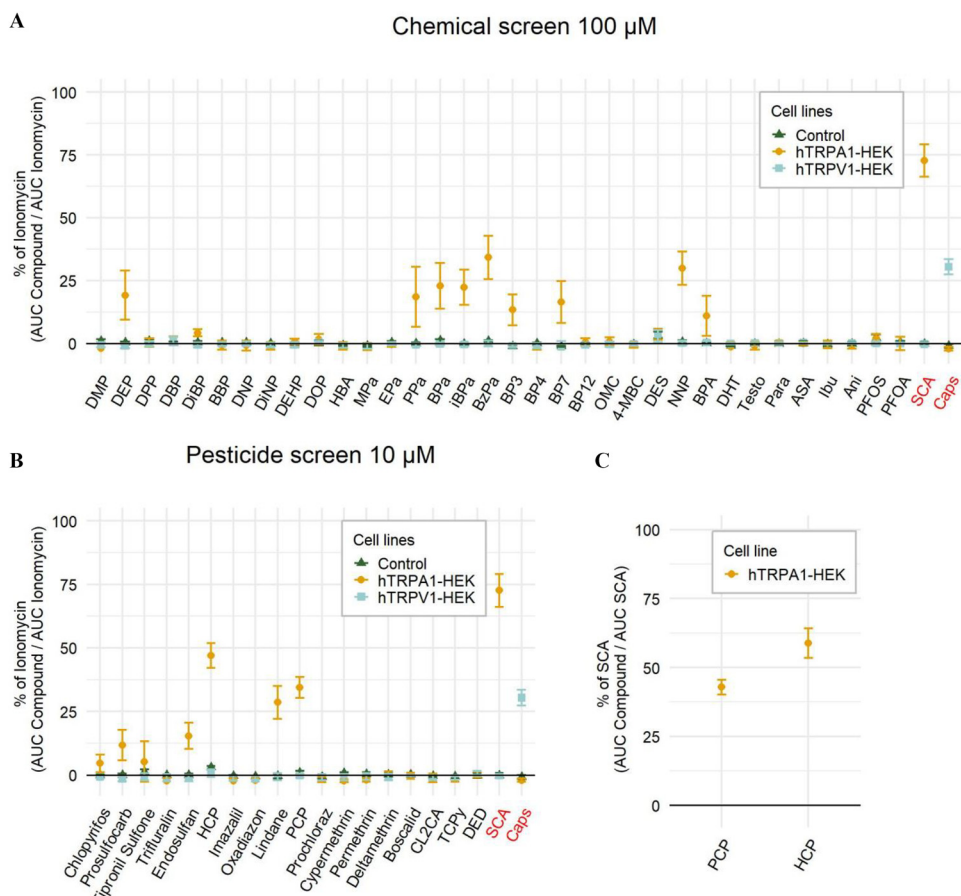 A
Chemical screen 100 µM
% of Ionomycin
(AUC Compound / AUC Ionomycin)
100
75
50
25
0
Cell lines
Control
hTRPA1-HEK
hTRPV1-HEK
DMP
DEP
DPP
DBP
DiBP
BBP
DNP
DiNP
DEHP
DOP
HBA
MPa
EPa
PPa
BPa
iBPa
BzPa
BP3
BP4
BP7
BP12
OMC
4-MBC
DES
NNP
BPA
DHT
Testo
Para
ASA
Ibu
Ani
PFOS
PFOA
SCA
Caps
B
Pesticide screen 10 µM
% of Ionomycin
(AUC Compound / AUC Ionomycin)
100
75
50
25
0
Cell lines
Control
hTRPA1-HEK
hTRPV1-HEK
Chlopyrifos
Prosulfocarb
ipronil Sulfone
Trifluralin
Endosulfan
HCP
Imazail
Oxadiazon
Lindane
PCP
Prochloraz
Cypermethrin
Permethrin
Deltamethrin
Boscalid
CL2CA
TCPy
DED
SCA
Caps
C
% of SCA
(AUC Compound / AUC SCA)
100
75
50
25
0
Cell line
hTRPA1-HEK
PCP
HCP